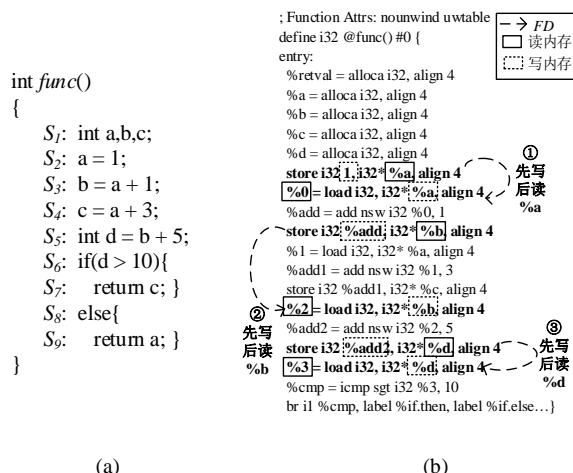 int func()
{
S1: int a,b,c;
S2: a = 1;
S3: b = a + 1;
S4: c = a + 3;
S5: int d = b + 5;
S6: if(d > 10){
S7: return c; }
S8: else{
S9: return a; }
}
(a)
; Function Attrs: nounwind uwtable
define i32 @func() #0 {
entry:
%retval = alloca i32, align 4
%a = alloca i32, align 4
%b = alloca i32, align 4
%c = alloca i32, align 4
%d = alloca i32, align 4
store i32 1, i32* %a, align 4
%0 = load i32, i32* %a, align 4
%add = add nsw i32 %0, 1
store i32 %add, i32* %b, align 4
%1 = load i32, i32* %a, align 4
%add1 = add nsw i32 %1, 3
store i32 %add1, i32* %c, align 4
%2 = load i32, i32* %b, align 4
%add2 = add nsw i32 %2, 5
store i32 %add2, i32* %d, align 4
%3 = load i32, i32* %d, align 4
%cmp = icmp sgt i32 %3, 10
br i1 %cmp, label %if.then, label %if.else…}
(b)
FD
读内存
写内存
①
先写
后读
%a
②
先写
后读
%b
③
先写
后读
%d